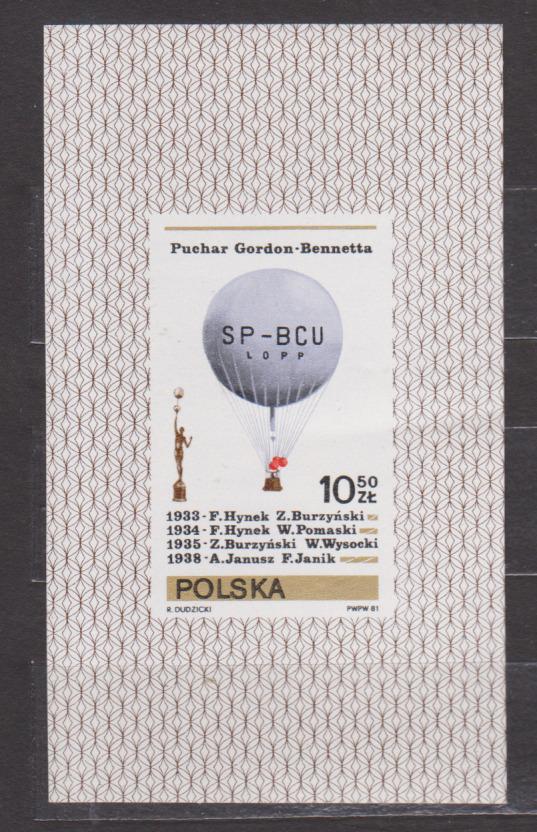 Puchar Gordon-Bennetta
SP-BCU
LOPP
10 50 ZŁ
1933-F.Hynek Z.Burzyński
1934-F.Hynek W.Pomaski
1935-Z.Burzyński W.Wysocki
1938-A.Janusz F.Janik
POLSKA
R. DUDZICKI PWPW 81